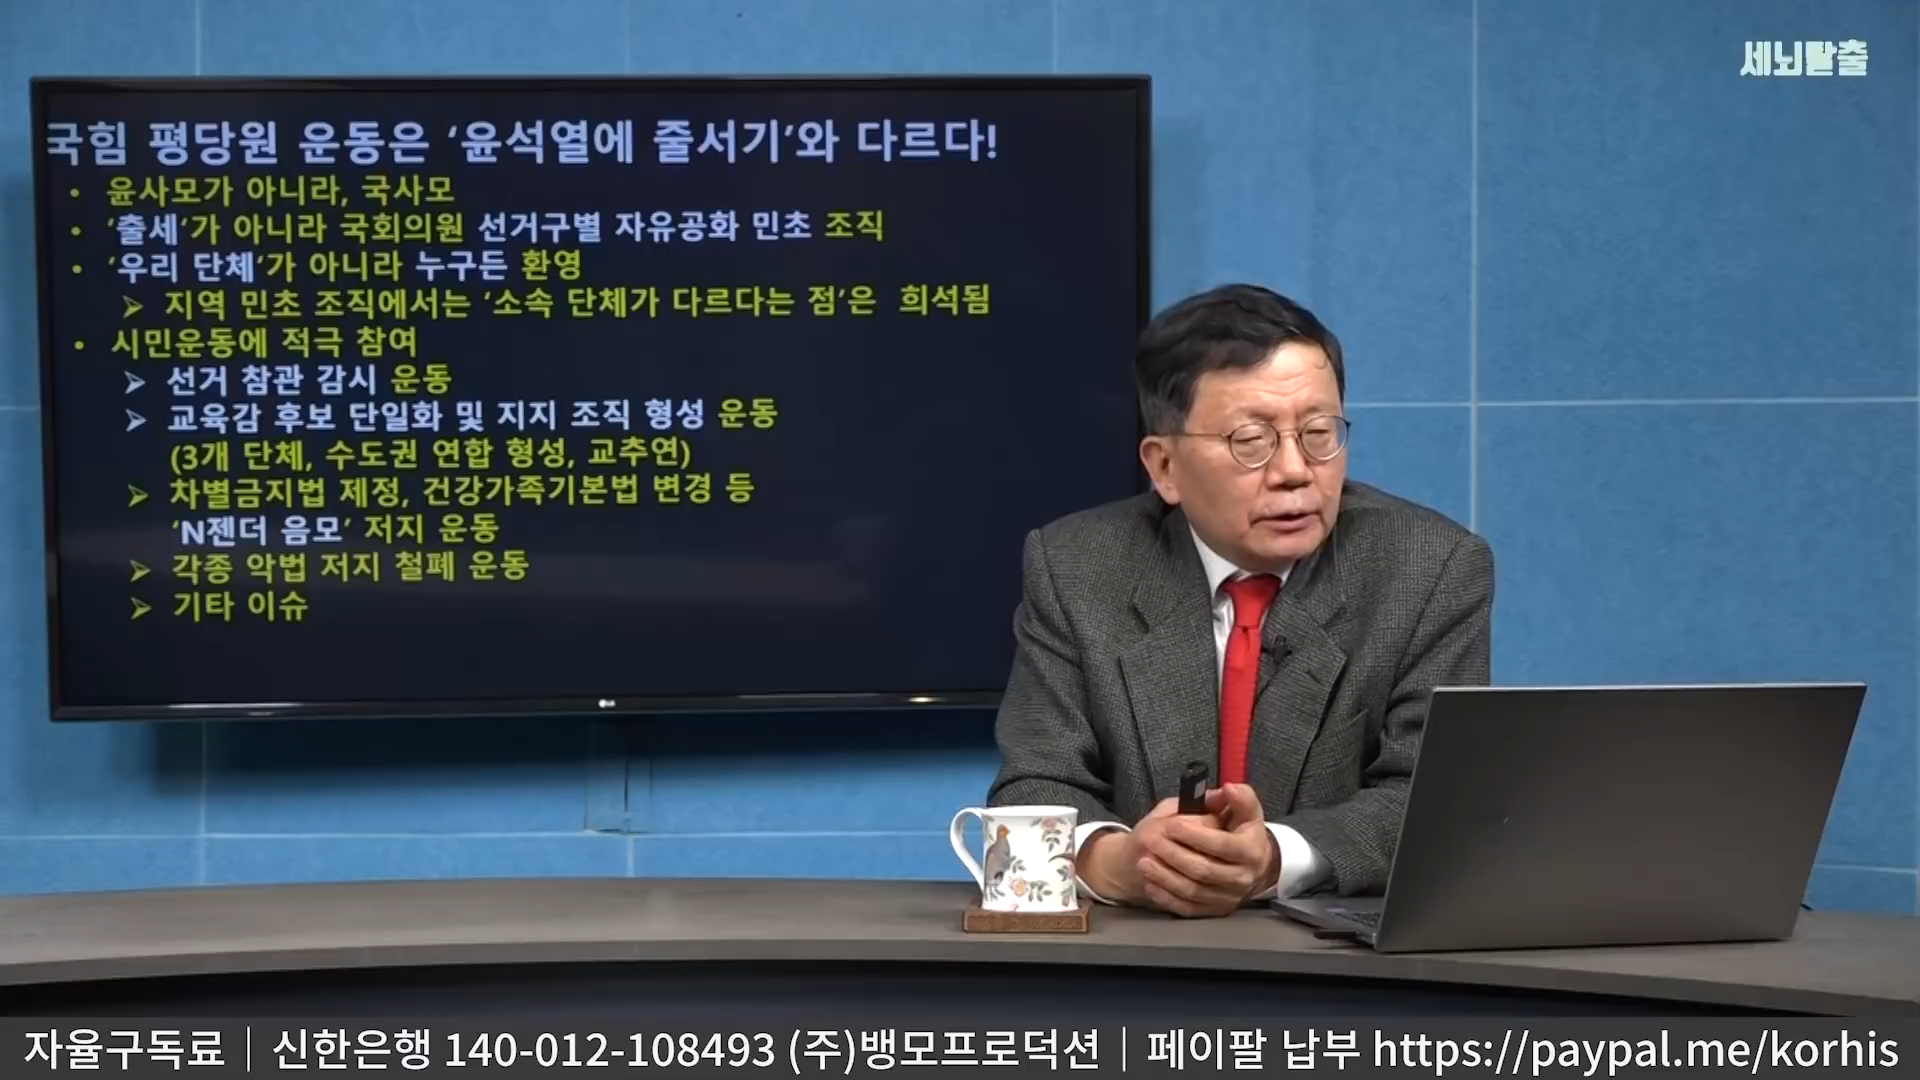 세뇌탈출
국힘 평당원 운동은 ‘윤석열에 줄서기’와 다르다!
• 윤사모가 아니라, 국사모
• ‘출세‘가 아니라 국회의원 선거구별 자유공화 민초 조직
• ‘우리 단체‘가 아니라 누구든 환영
➢ 지역 민초 조직에서는 ‘소속 단체가 다르다는 점’은 희석됨
• 시민운동에 적극 참여
➢ 선거 참관 감시 운동
➢ 교육감 후보 단일화 및 지지 조직 형성 운동
(3개 단체, 수도권 연합 형성, 교추연)
➢ 차별금지법 제정, 건강가족기본법 변경 등
‘N젠더 음모’ 저지 운동
➢ 각종 악법 저지 철폐 운동
➢ 기타 이슈
LG
자율구독료 | 신한은행 140-012-108493 (주)뱅모프로덕션 | 페이팔 납부 https://paypal.me/korhis